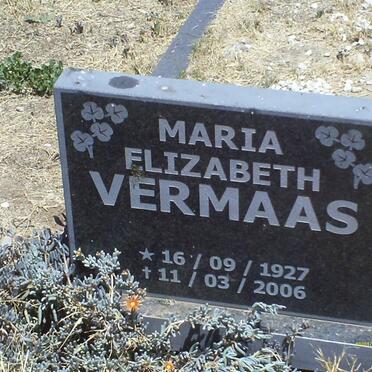 MARIA
ELIZABETH
VERMAAS
★ 16 / 09 / 1927
✝ 11 / 03 / 2006